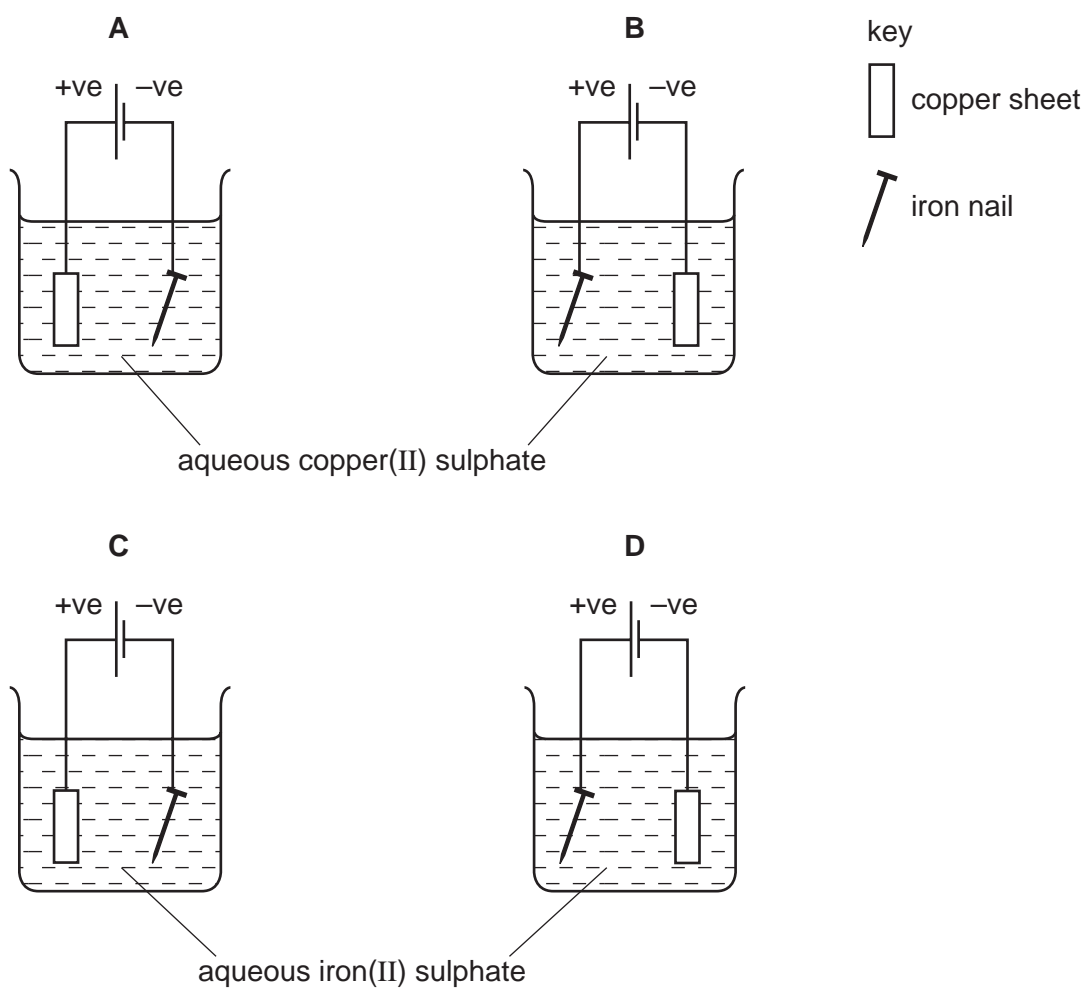 A
B
key
+ve –ve
+ve –ve
copper sheet
iron nail
aqueous copper(II) sulphate
C
D
+ve –ve
+ve –ve
aqueous iron(II) sulphate